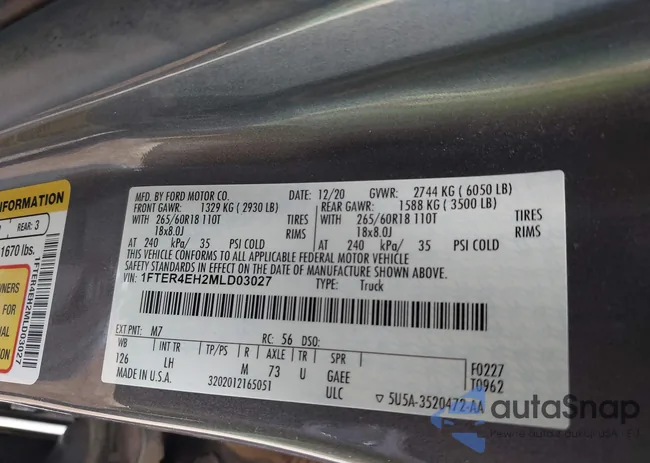 INFORMATION
REAR: 3
1670 lbs.
1FTER4EH2MLD03027
WNERS
FOR
NAL
TION
MFD. BY FORD MOTOR CO. DATE: 12/20 GVWR: 2744 KG ( 6050 LB)
FRONT GAWR: 1329 KG ( 2930 LB) REAR GAWR: 1588 KG ( 3500 LB)
WITH 265/60R18 110T TIRES WITH 265/60R18 110T TIRES
18x8.0J RIMS 18x8.0J RIMS
AT 240 kPa/ 35 PSI COLD AT 240 kPa/ 35 PSI COLD
THIS VEHICLE CONFORMS TO ALL APPLICABLE FEDERAL MOTOR VEHICLE
SAFETY STANDARDS IN EFFECT ON THE DATE OF MANUFACTURE SHOWN ABOVE.
VIN: 1FTER4EH2MLD03027 TYPE: Truck
EXT PNT: M7 RC: 56 DSO:
WB INT TR TP/PS R AXLE TR SPR
126 LH M 73 U GAEE F0227
MADE IN U.S.A. 3202012165051 ULC T0962
▽ 5U5A-3520472-AA
autoSnap